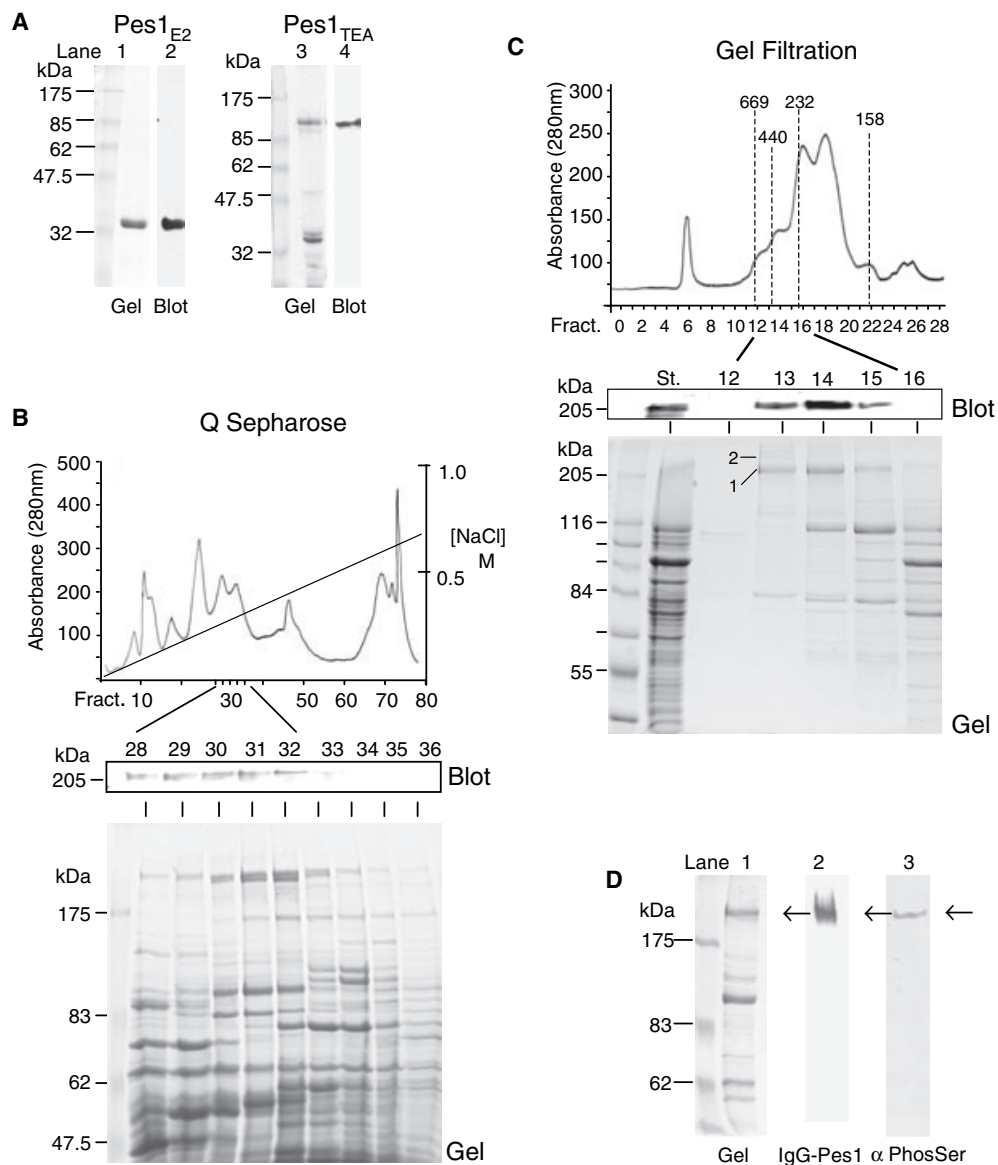 A
Pes1E2
Pes1TEA
Lane 1 2
3 4
kDa
175
85
62
47.5
32
Gel Blot
kDa
175
85
62
47.5
32
Gel Blot
B
Q Sepharose
Absorbance (280nm)
500
400
300
200
100
1.0
[NaCl]
M
0.5
Fract. 10 30 50 60 70 80
kDa
28 29 30 31 32 33 34 35 36
205
Blot
kDa
175
83
62
47.5
Gel
C
Gel Filtration
Absorbance (280nm)
300
250
200
150
100
669
440
232
158
Fract. 0 2 4 6 8 10 12 14 16 18 20 22 24 26 28
kDa
St. 12 13 14 15 16
205
Blot
kDa
205
116
84
55
2
1
Gel
D
Lane 1 2 3
kDa
175
83
62
Gel IgG-Pes1 α PhosSer